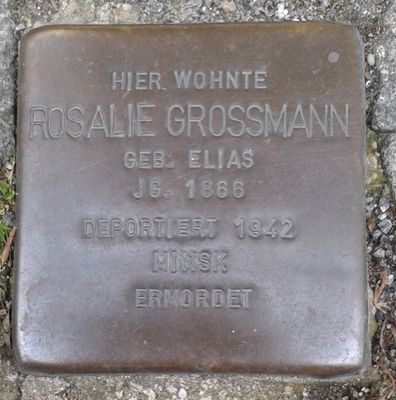 HIER WOHNTE
ROSALIE GROSSMANN
GEB. ELIAS
JG. 1866
DEPORTIERT 1942
MINSK
ERMORDET